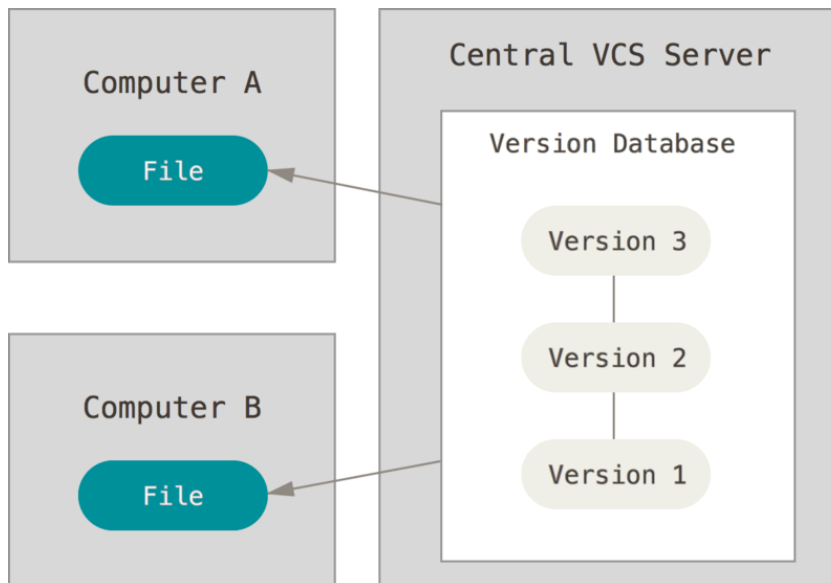 Computer A
File
Computer B
File
Central VCS Server
Version Database
Version 3
Version 2
Version 1